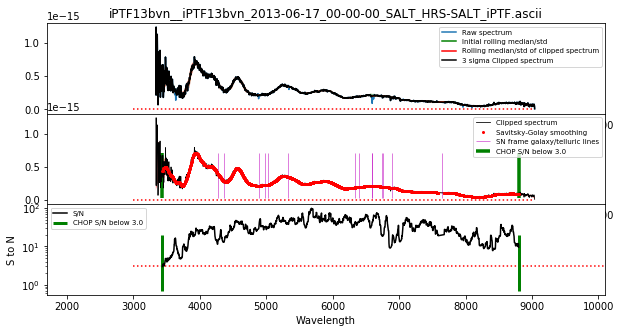 iPTF13bvn__iPTF13bvn_2013-06-17_00-00-00_SALT_HRS-SALT_iPTF.ascii
1e−15
1.0
0.5
0.0
Raw spectrum
Initial rolling median/std
Rolling median/std of clipped spectrum
3 sigma Clipped spectrum
1e−15
1.0
0.5
0.0
Clipped spectrum
Savitsky-Golay smoothing
SN frame galaxy/telluric lines
CHOP S/N below 3.0
S to N
10²
10¹
10⁰
S/N
CHOP S/N below 3.0
2000 3000 4000 5000 6000 7000 8000 9000 10000
Wavelength